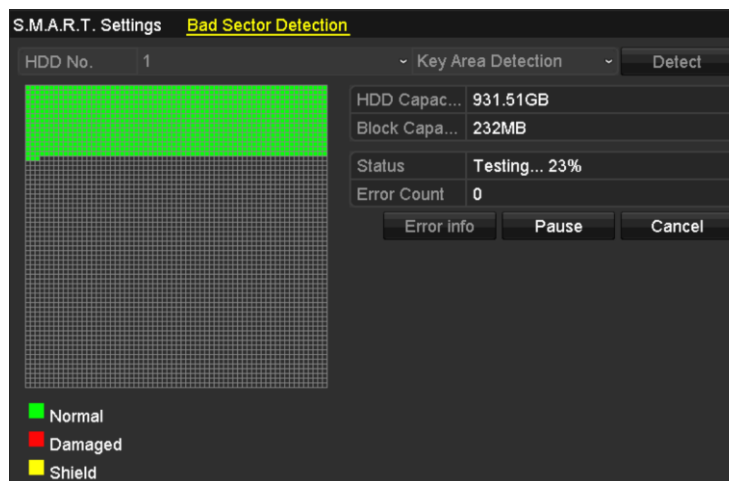 S.M.A.R.T. Settings Bad Sector Detection
HDD No. 1 Key Area Detection Detect
HDD Capac... 931.51GB
Block Capa... 232MB
Status Testing... 23%
Error Count 0
Error info Pause Cancel
Normal
Damaged
Shield